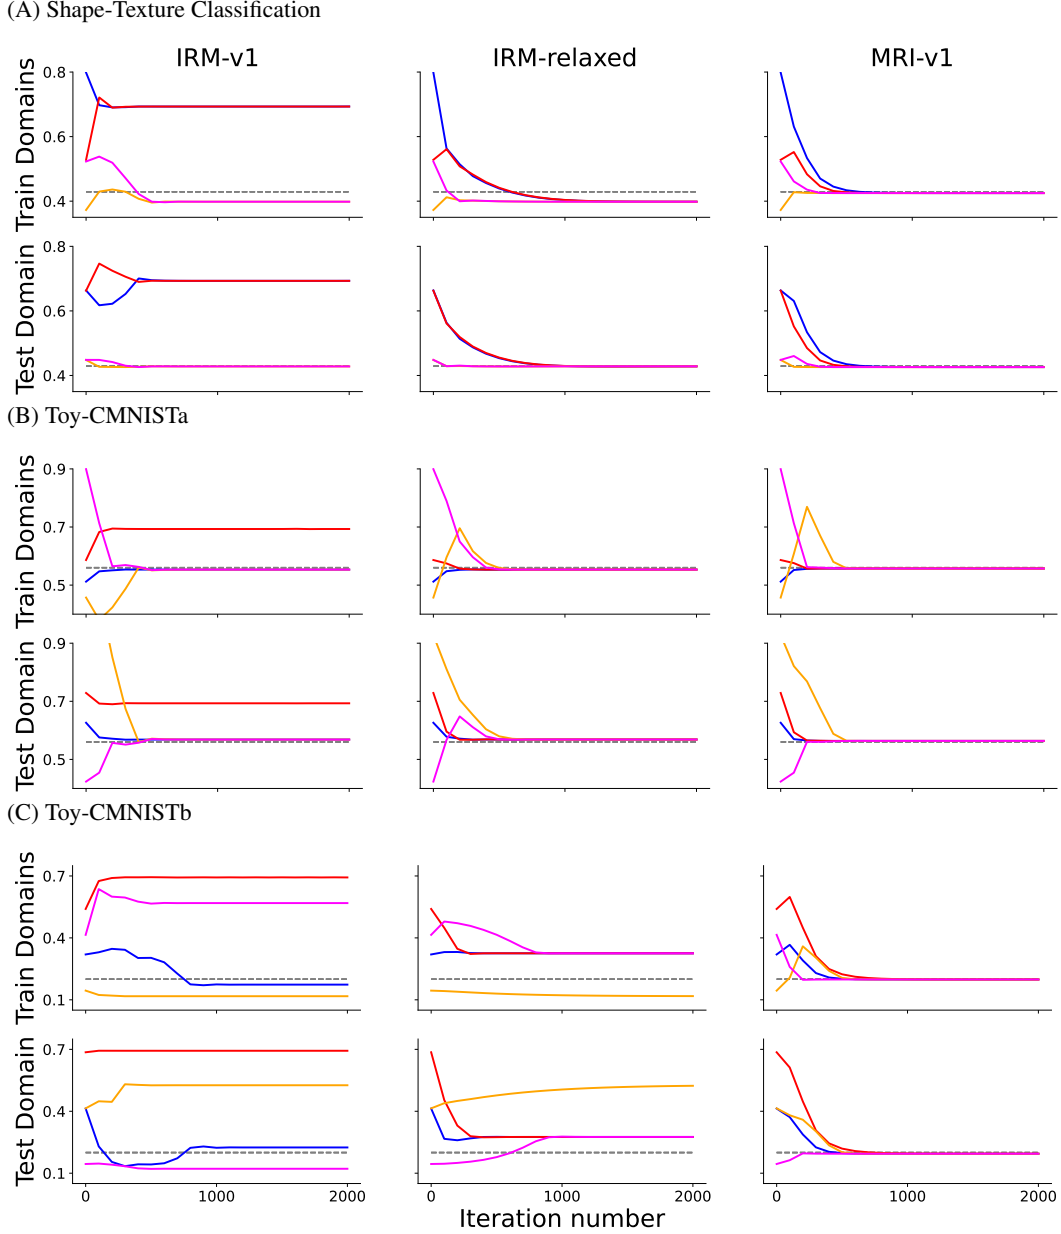 (A) Shape-Texture Classification
IRM-v1
IRM-relaxed
MRI-v1
Train Domains
0.8
0.6
0.4
Test Domain
0.8
0.6
0.4
(B) Toy-CMNISTa
Train Domains
0.9
0.7
0.5
Test Domain
0.9
0.7
0.5
(C) Toy-CMNISTb
Train Domains
0.7
0.4
0.1
Test Domain
0.7
0.4
0.1
0 1000 2000
0 1000 2000
0 1000 2000
Iteration number